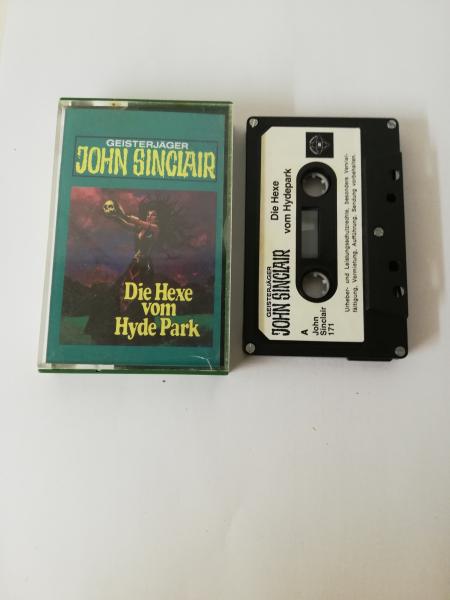 GEISTERJÄGER
JOHN SINCLAIR
Die Hexe
vom
Hyde Park
GEISTERJÄGER
JOHN SINCLAIR
Die Hexe
vom Hydepark
A
John
Sinclair
171
Urheber- und Leistungsschutzrechte, besonders Verviel-
fältigung, Vermietung, Aufführung, Sendung vorbehalten.